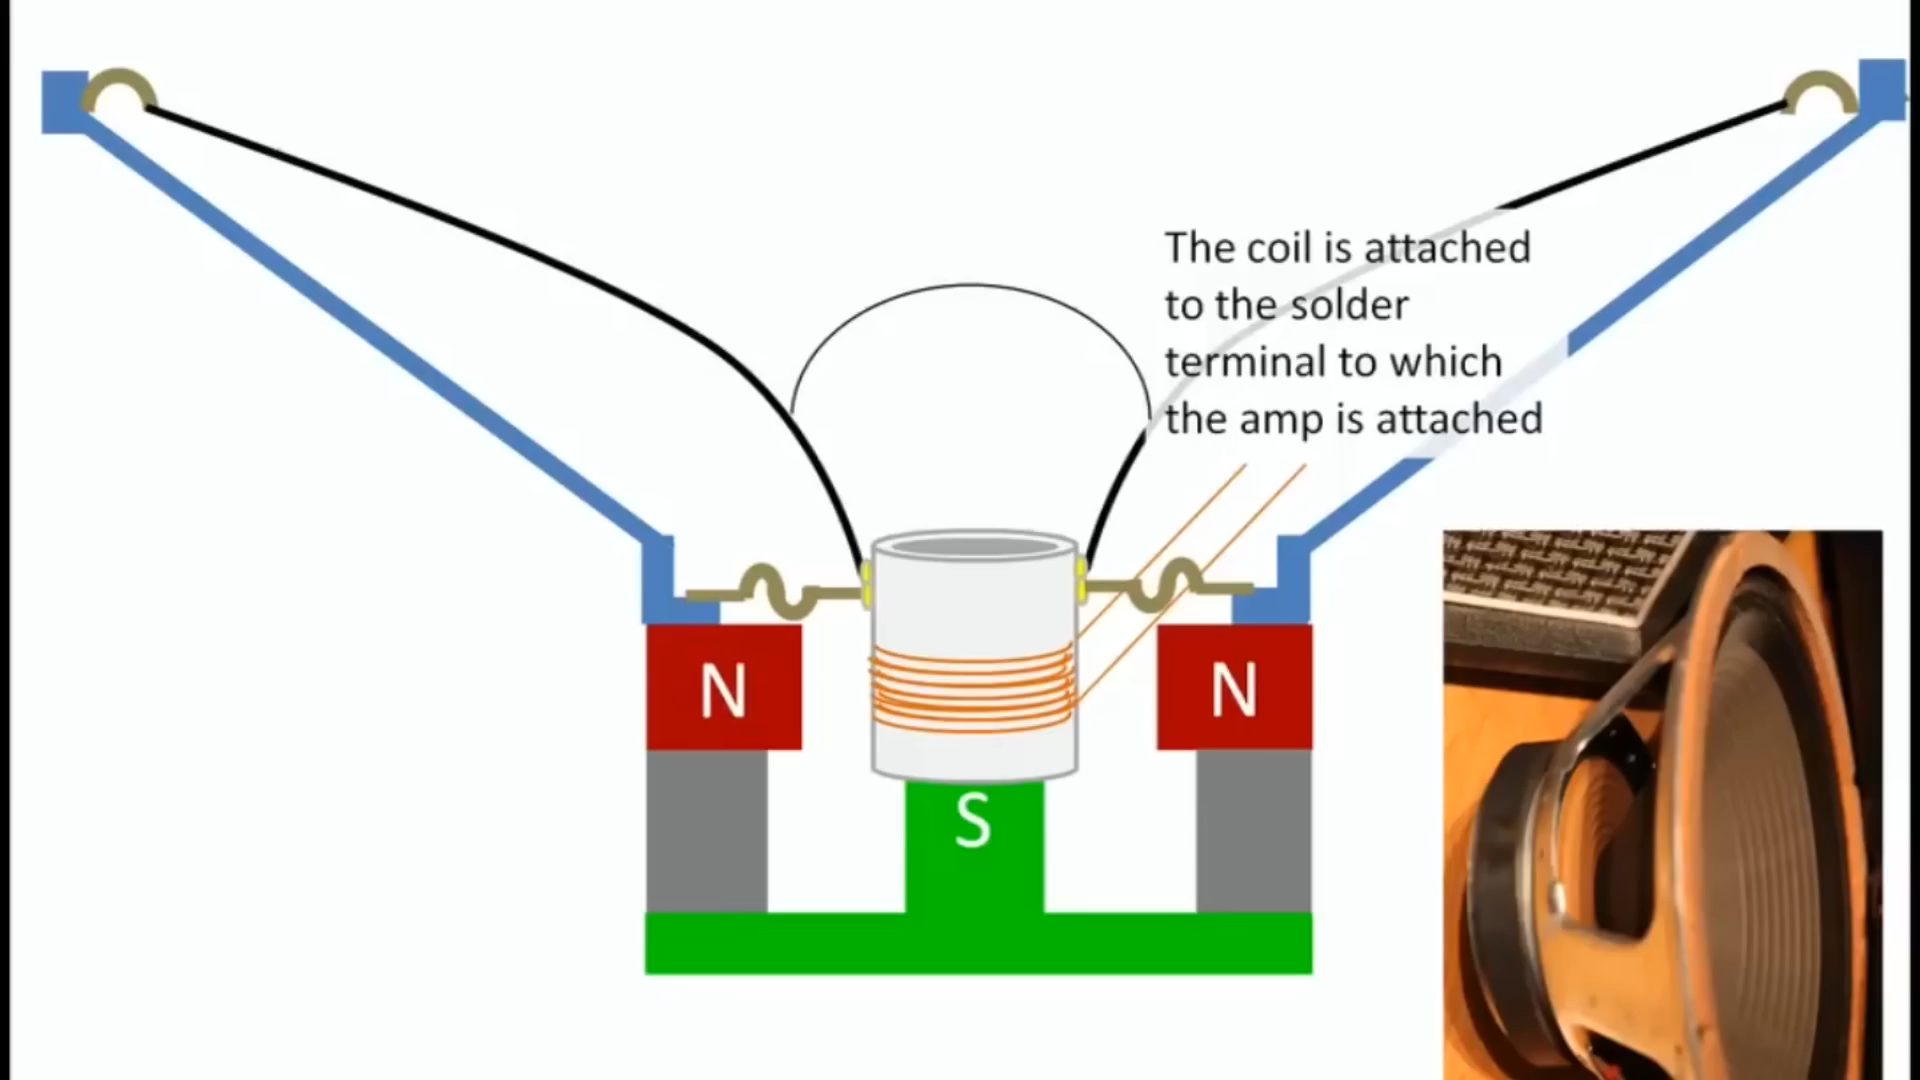 The coil is attached
to the solder
terminal to which
the amp is attached
N
N
S